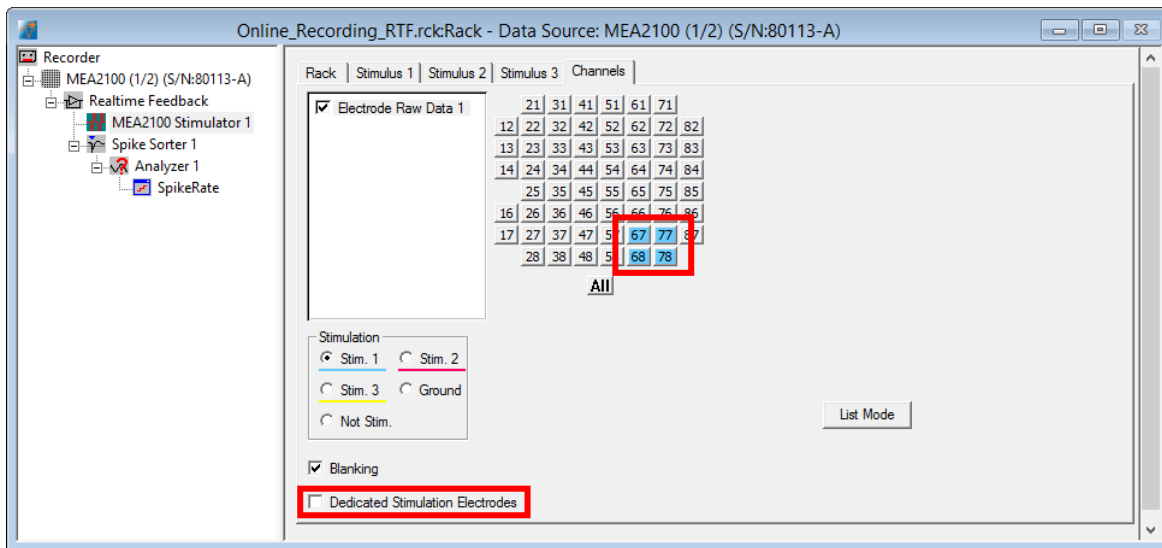 Online_Recording_RTF.rck:Rack - Data Source: MEA2100 (1/2) (S/N:80113-A)
Recorder
MEA2100 (1/2) (S/N:80113-A)
Realtime Feedback
MEA2100 Stimulator 1
Spike Sorter 1
Analyzer 1
SpikeRate
Rack Stimulus 1 Stimulus 2 Stimulus 3 Channels
Electrode Raw Data 1
21 31 41 51 61 71
12 22 32 42 52 62 72 82
13 23 33 43 53 63 73 83
14 24 34 44 54 64 74 84
25 35 45 55 65 75 85
16 26 36 46 56 66 76 86
17 27 37 47 67 77 87
28 38 48 68 78
All
Stimulation
Stim. 1 Stim. 2
Stim. 3 Ground
Not Stim.
List Mode
Blanking
Dedicated Stimulation Electrodes